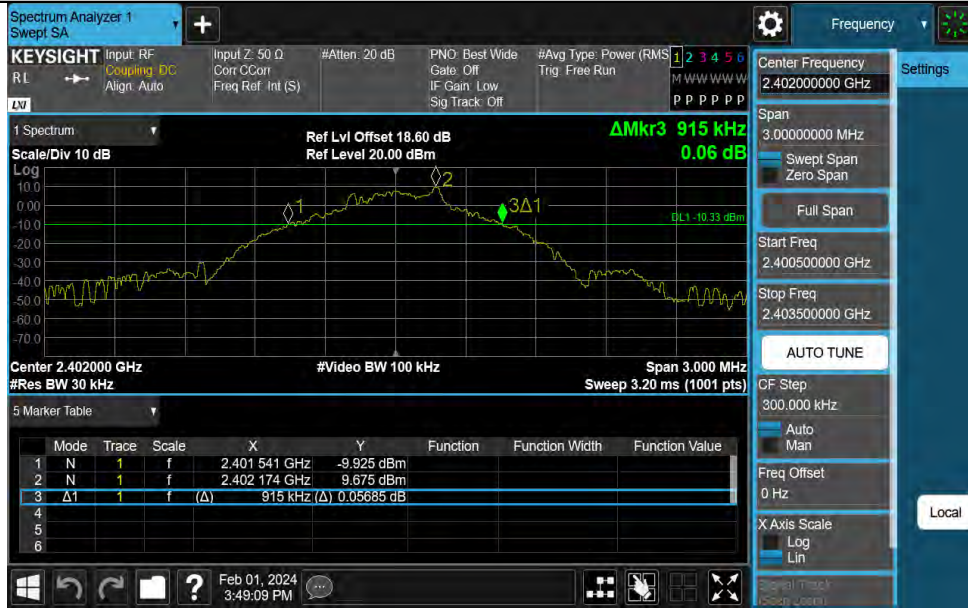 Spectrum Analyzer 1
Swept SA
Frequency
KEYSIGHT
RL
LXI
Input: RF
Coupling: DC
Align: Auto
Input Z: 50 Ω
Corr CCorr
Freq Ref: Int (S)
#Atten: 20 dB
PNO: Best Wide
Gate: Off
IF Gain: Low
Sig Track: Off
#Avg Type: Power (RMS
Trig: Free Run
1 2 3 4 5 6
M W W W W W
P P P P P P
1 Spectrum
Scale/Div 10 dB
Ref Lvl Offset 18.60 dB
Ref Level 20.00 dBm
ΔMkr3 915 kHz
0.06 dB
Log
10.0
0.00
-10.0
-20.0
-30.0
-40.0
-50.0
-60.0
-70.0
1
2
3Δ1
DL1 -10.33 dBm
Center 2.402000 GHz
#Video BW 100 kHz
Span 3.000 MHz
#Res BW 30 kHz
Sweep 3.20 ms (1001 pts)
5 Marker Table
Mode Trace Scale X Y Function Function Width Function Value
1 N 1 f 2.401 541 GHz -9.925 dBm
2 N 1 f 2.402 174 GHz 9.675 dBm
3 Δ1 1 f (Δ) 915 kHz (Δ) 0.05685 dB
4
5
6
Feb 01, 2024
3:49:09 PM
Center Frequency
2.402000000 GHz
Span
3.00000000 MHz
Swept Span
Zero Span
Full Span
Start Freq
2.400500000 GHz
Stop Freq
2.403500000 GHz
AUTO TUNE
CF Step
300.000 kHz
Auto
Man
Freq Offset
0 Hz
X Axis Scale
Log
Lin
Signal Track
(Span Zoom)
Settings
Local